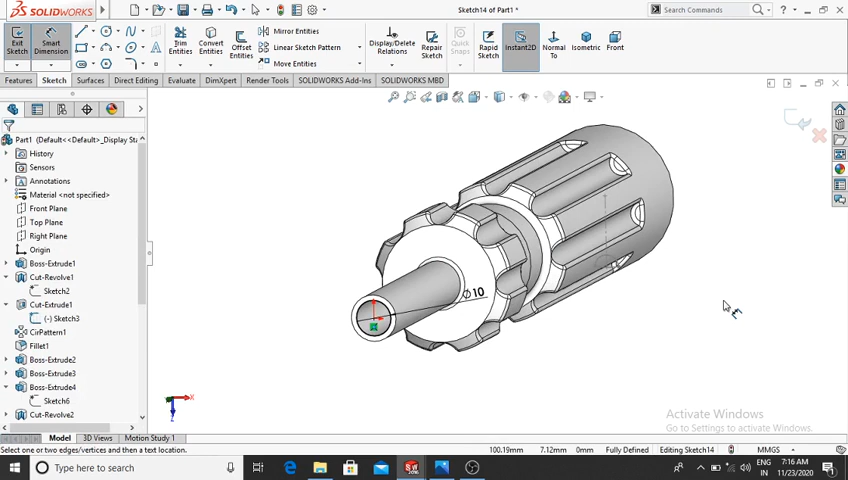 SOLIDWORKS
Sketch14 of Part1 *
Search Commands
Exit Sketch
Smart Dimension
Trim Entities
Convert Entities
Offset Entities
Mirror Entities
Linear Sketch Pattern
Move Entities
Display/Delete Relations
Repair Sketch
Quick Snaps
Rapid Sketch
Instant2D
Normal To
Isometric
Front
Features
Sketch
Surfaces
Direct Editing
Evaluate
DimXpert
Render Tools
SOLIDWORKS Add-Ins
SOLIDWORKS MBD
Part1 (Default<<Default>_Display Sta
History
Sensors
Annotations
Material <not specified>
Front Plane
Top Plane
Right Plane
Origin
Boss-Extrude1
Cut-Revolve1
Sketch2
Cut-Extrude1
(-) Sketch3
CirPattern1
Fillet1
Boss-Extrude2
Boss-Extrude3
Boss-Extrude4
Sketch6
Cut-Revolve2
Ø10
X
Z
Activate Windows
Go to Settings to activate Windows.
Model
3D Views
Motion Study 1
Select one or two edges/vertices and then a text location.
100.19mm
7.12mm
0mm
Fully Defined
Editing Sketch14
MMGS
Type here to search
ENG
IN
7:16 AM
11/23/2020